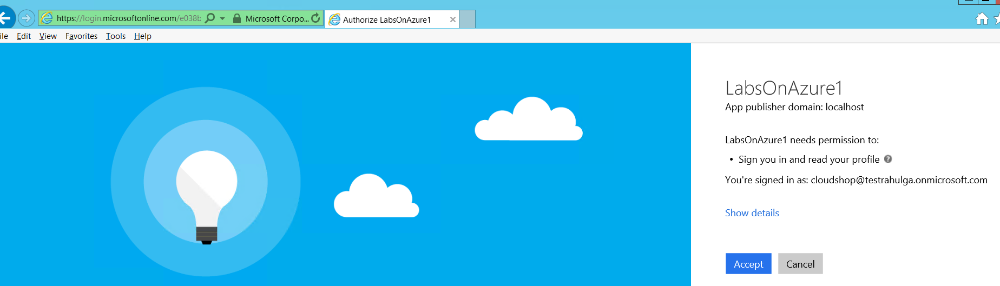 https://login.microsoftonline.com/e038b
Microsoft Corpo...
Authorize LabsOnAzure1
ile Edit View Favorites Tools Help
LabsOnAzure1
App publisher domain: localhost
LabsOnAzure1 needs permission to:
• Sign you in and read your profile ?
You're signed in as: cloudshop@testrahulga.onmicrosoft.com
Show details
Accept Cancel